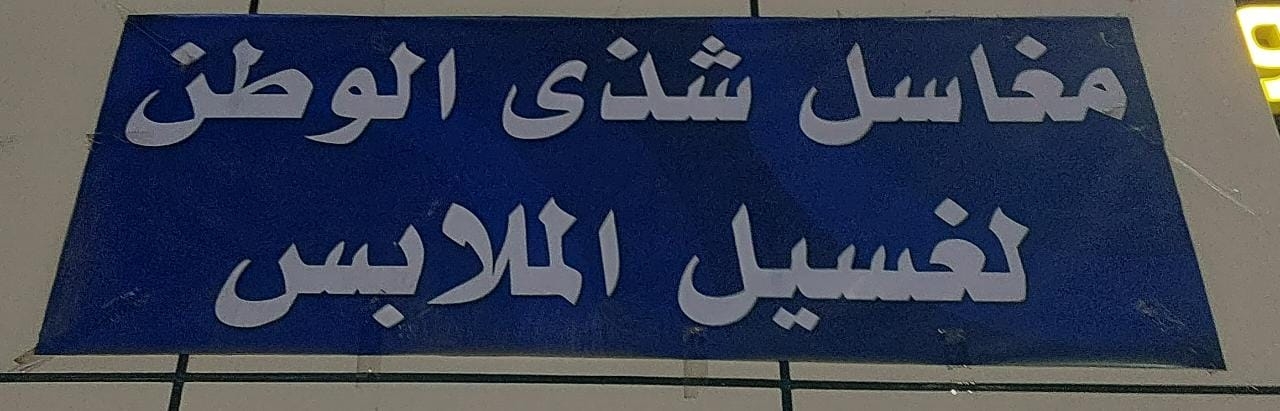 مغاسل شذى الوطن
لغسيل الملابس